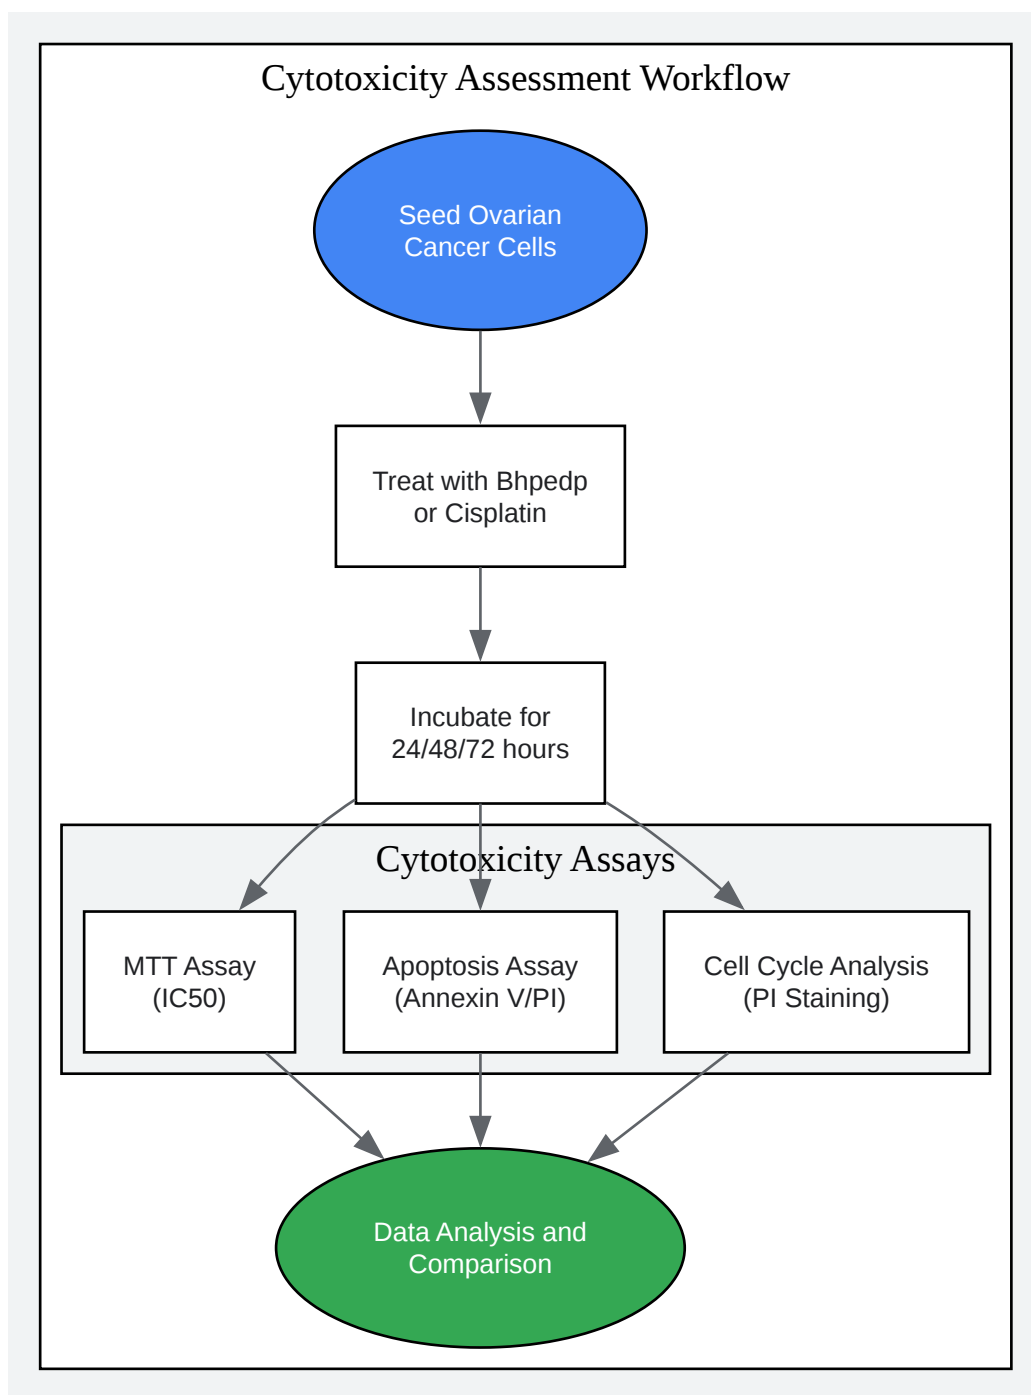 Cytotoxicity Assessment Workflow
Seed Ovarian
Cancer Cells
Treat with Bhpedp
or Cisplatin
Incubate for
24/48/72 hours
Cytotoxicity Assays
MTT Assay
(IC50)
Apoptosis Assay
(Annexin V/PI)
Cell Cycle Analysis
(PI Staining)
Data Analysis and
Comparison